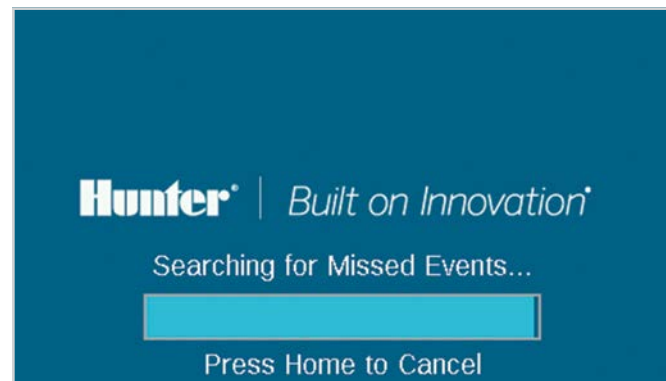 Hunter® | Built on Innovation®
Searching for Missed Events...
Press Home to Cancel